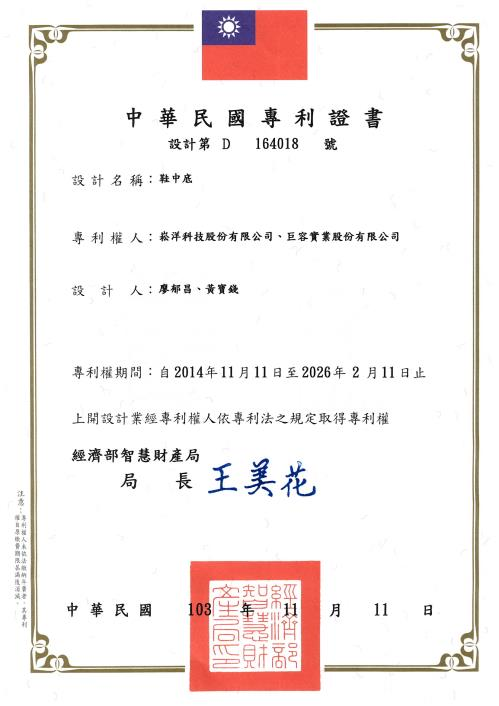 中華民國專利證書
設計第 D 164018 號
設計名稱：鞋中底
專利權人：崧洋科技股份有限公司、巨容實業股份有限公司
設計人：廖郁昌、黃寶錢
專利權期間：自2014年11月11日至2026年 2 月11日止
上開設計業經專利權人依專利法之規定取得專利權
經濟部智慧財產局
局長 王美花
注意：專利權人未依法繳納年費者，其專利
權自原繳費期限屆滿後消滅。
經濟部智慧財產局印
中華民國 103 年 11 月 11 日